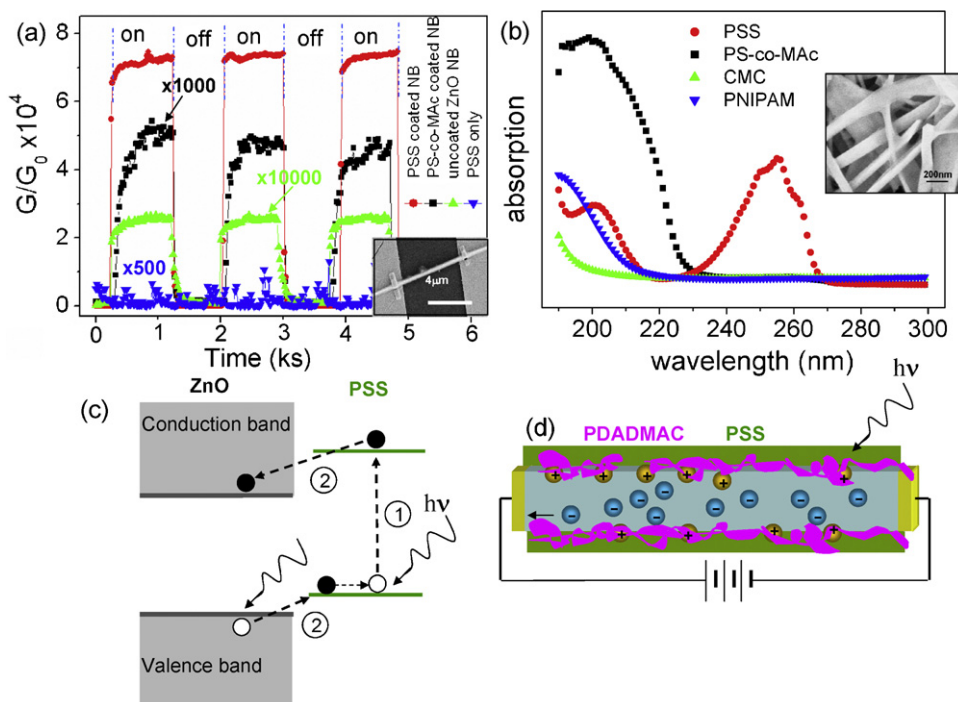 (a)
on
off
on
off
on
x1000
x10000
x500
G/G₀ x10⁴
8
6
4
2
0
0 1 2 3 4 5 6
Time (ks)
PSS coated NB
PS-co-MAc coated NB
uncoated ZnO NB
PSS only
4μm
(b)
PSS
PS-co-MAc
CMC
PNIPAM
200nm
absorption
200 220 240 260 280 300
wavelength (nm)
(c)
ZnO
PSS
Conduction band
②
①
hν
②
Valence band
hν
(d)
PDADMAC PSS
+ + + + + +
− − − − − − − − −
+ + + +